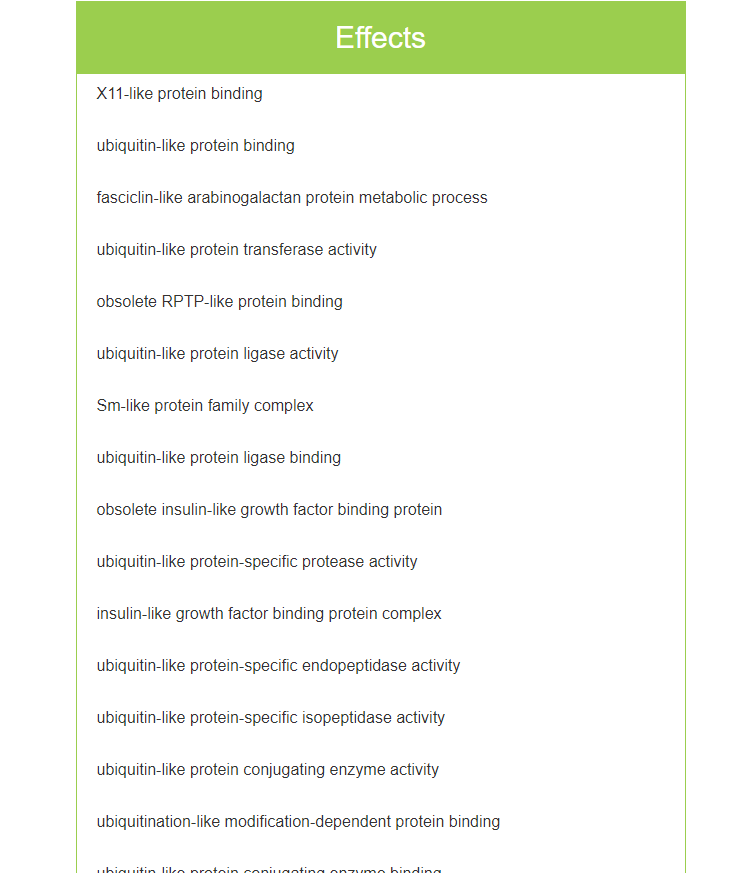 Effects
X11-like protein binding
ubiquitin-like protein binding
fasciclin-like arabinogalactan protein metabolic process
ubiquitin-like protein transferase activity
obsolete RPTP-like protein binding
ubiquitin-like protein ligase activity
Sm-like protein family complex
ubiquitin-like protein ligase binding
obsolete insulin-like growth factor binding protein
ubiquitin-like protein-specific protease activity
insulin-like growth factor binding protein complex
ubiquitin-like protein-specific endopeptidase activity
ubiquitin-like protein-specific isopeptidase activity
ubiquitin-like protein conjugating enzyme activity
ubiquitination-like modification-dependent protein binding
ubiquitin-like protein conjugating enzyme binding